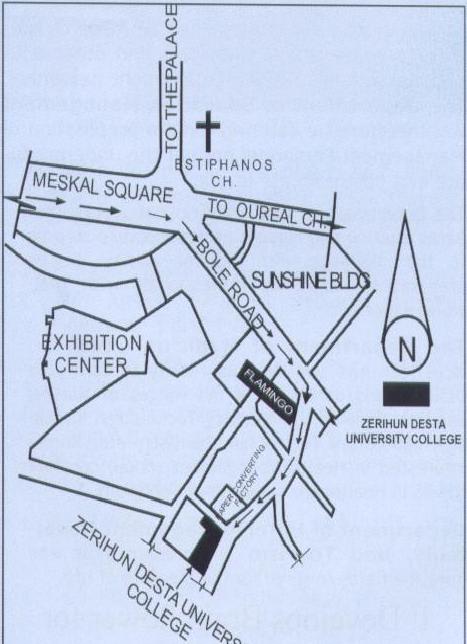 TO THEPALACE
ESTIPHANOS
CH.
MESKAL SQUARE
TO OUREAL CH.
BOLE ROAD
SUNSHINE BLDG
EXHIBITION
CENTER
N
FLAMINGO
ZERIHUN DESTA
UNIVERSITY COLLEGE
APER CONVERTING
FACTORY
ZERIHUN DESTA UNIVERS
COLLEGE